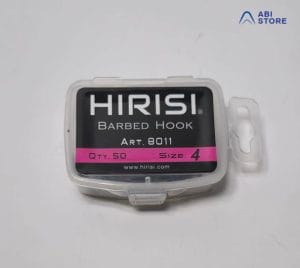 ABI
STORE
HIRISI®
BARBED HOOK
ART. 8011
QTY. 50 SIZE 4
www.hirisi.com